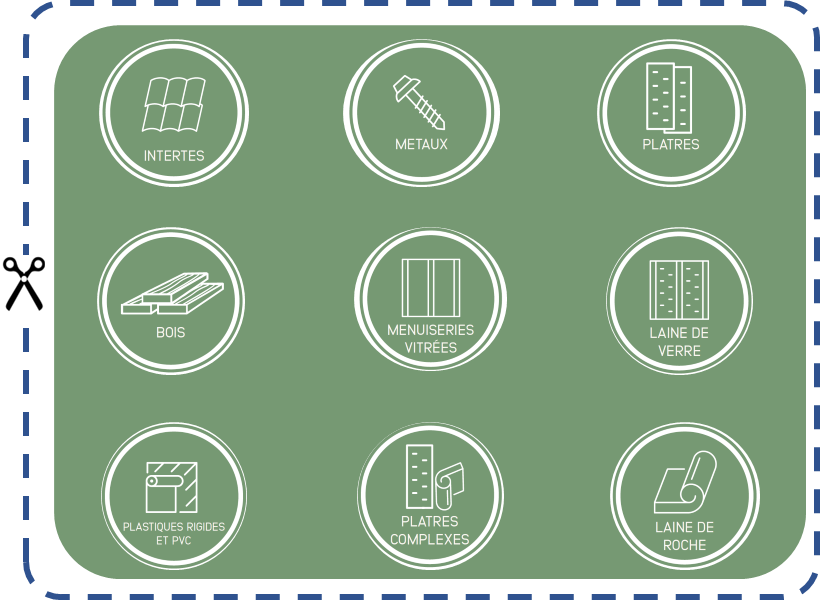 INTERTES
METAUX
PLATRES
BOIS
MENUISERIES
VITRÉES
LAINE DE
VERRE
PLASTIQUES RIGIDES
ET PVC
PLATRES
COMPLEXES
LAINE DE
ROCHE